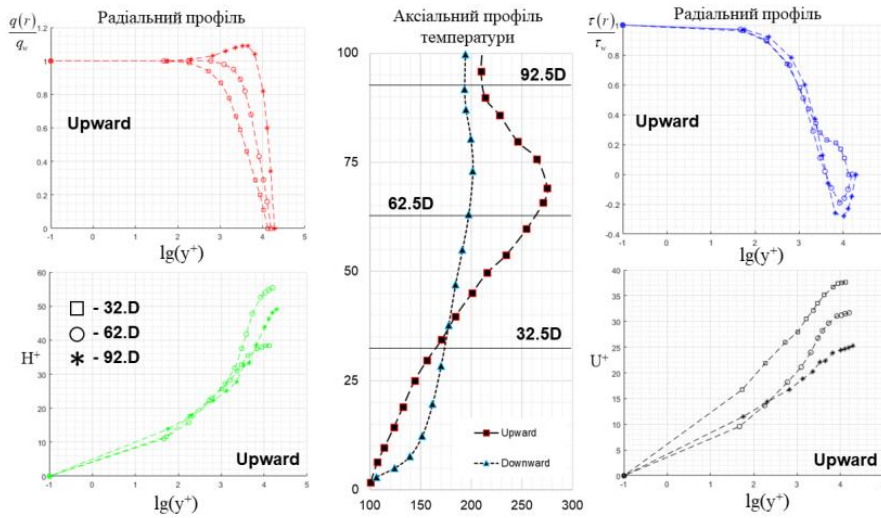 Радіальний профіль
q(r)
q_w
1.2
1
0.8
0.6
0.4
0.2
0
-1
0
1
2
3
4
5
Upward
lg(y⁺)
Аксіальний профіль
температури
100
75
50
25
0
92.5D
62.5D
32.5D
Upward
Downward
100
150
200
250
300
Радіальний профіль
τ(r)
τ_w
1
0.8
0.6
0.4
0.2
0
-0.2
-0.4
-1
0
1
2
3
4
Upward
lg(y⁺)
60
50
40
30
20
10
0
H⁺
- 32.D
- 62.D
- 92.D
Upward
-1
0
1
2
3
4
5
lg(y⁺)
40
35
30
25
20
15
10
5
0
U⁺
Upward
-1
0
1
2
3
4
5
lg(y⁺)